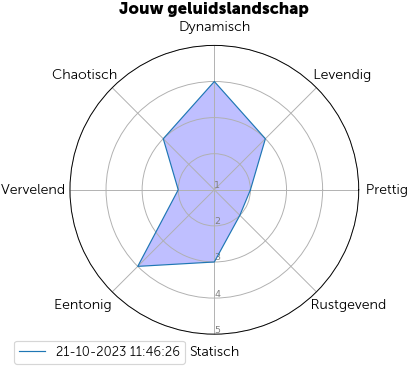 Jouw geluidslandschap
Dynamisch
Chaotisch
Levendig
Vervelend
1
Prettig
2
3
4
Eentonig
Rustgevend
5
21-10-2023 11:46:26
Statisch